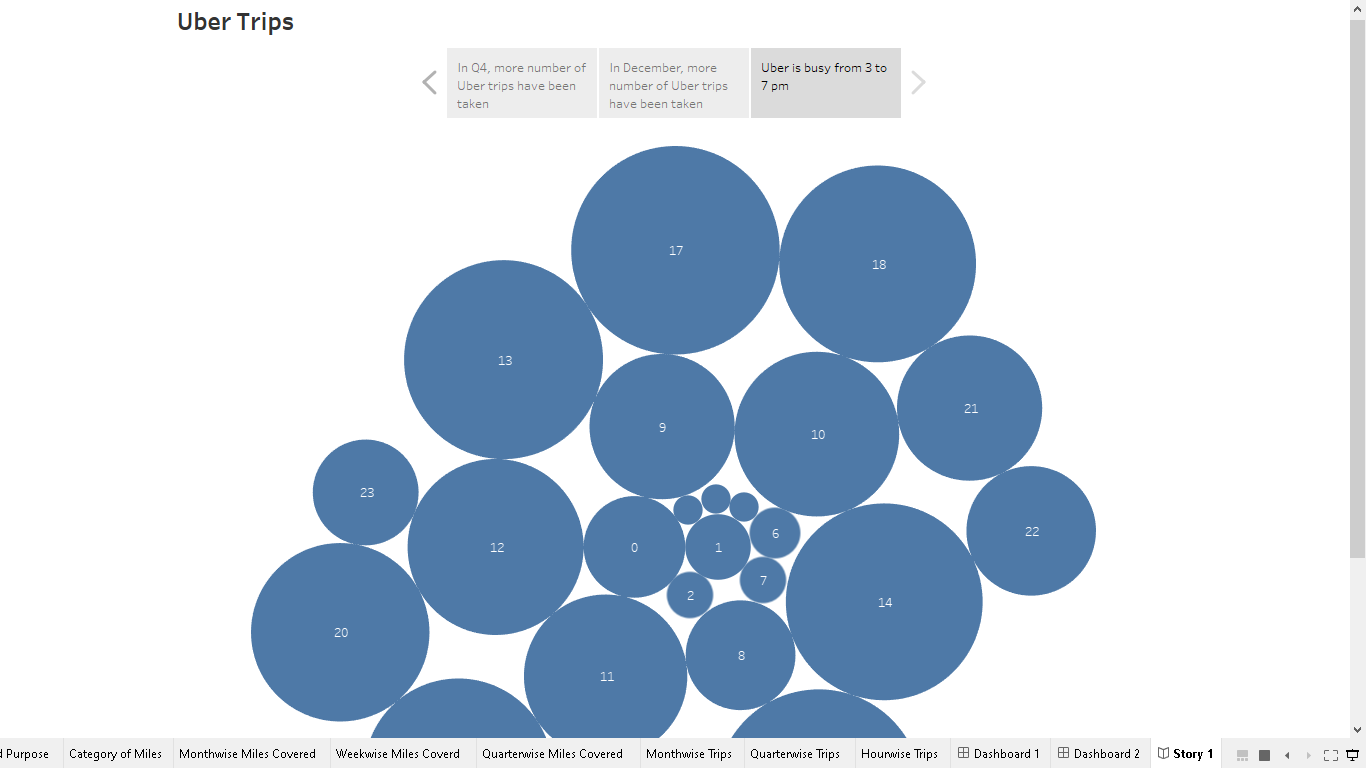 Uber Trips
In Q4, more number of
Uber trips have been
taken
In December, more
number of Uber trips
have been taken
Uber is busy from 3 to
7 pm
17
18
13
21
9
10
23
22
6
12
0
1
7
2
14
20
8
11
d Purpose
Category of Miles
Monthwise Miles Covered
Weekwise Miles Coverd
Quarterwise Miles Covered
Monthwise Trips
Quarterwise Trips
Hourwise Trips
Dashboard 1
Dashboard 2
Story 1